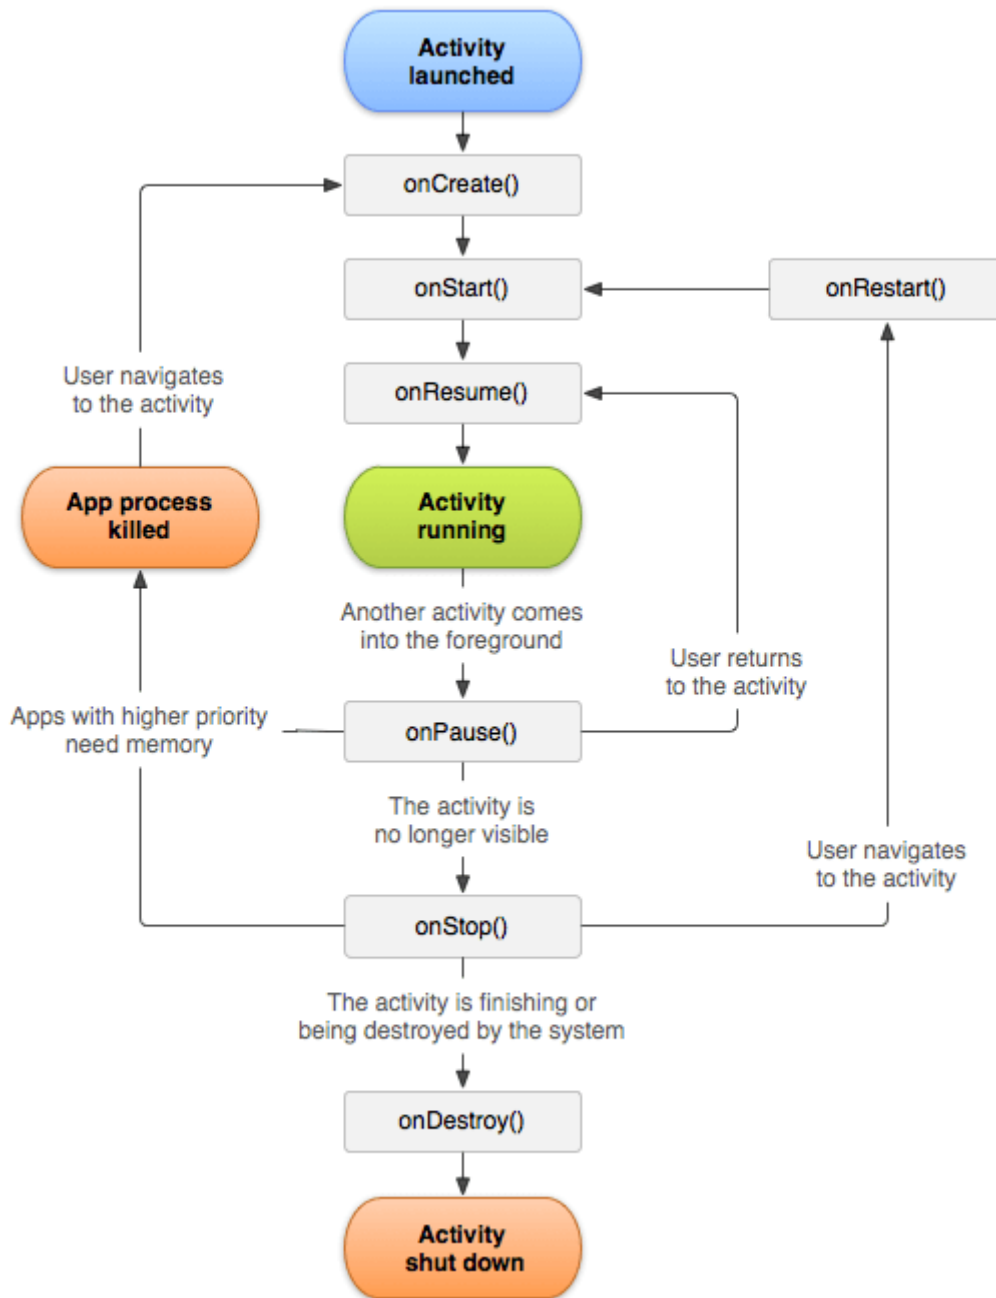 Activity
launched
onCreate()
onStart()
onRestart()
onResume()
User navigates
to the activity
App process
killed
Activity
running
Another activity comes
into the foreground
User returns
to the activity
Apps with higher priority
need memory
onPause()
The activity is
no longer visible
User navigates
to the activity
onStop()
The activity is finishing or
being destroyed by the system
onDestroy()
Activity
shut down